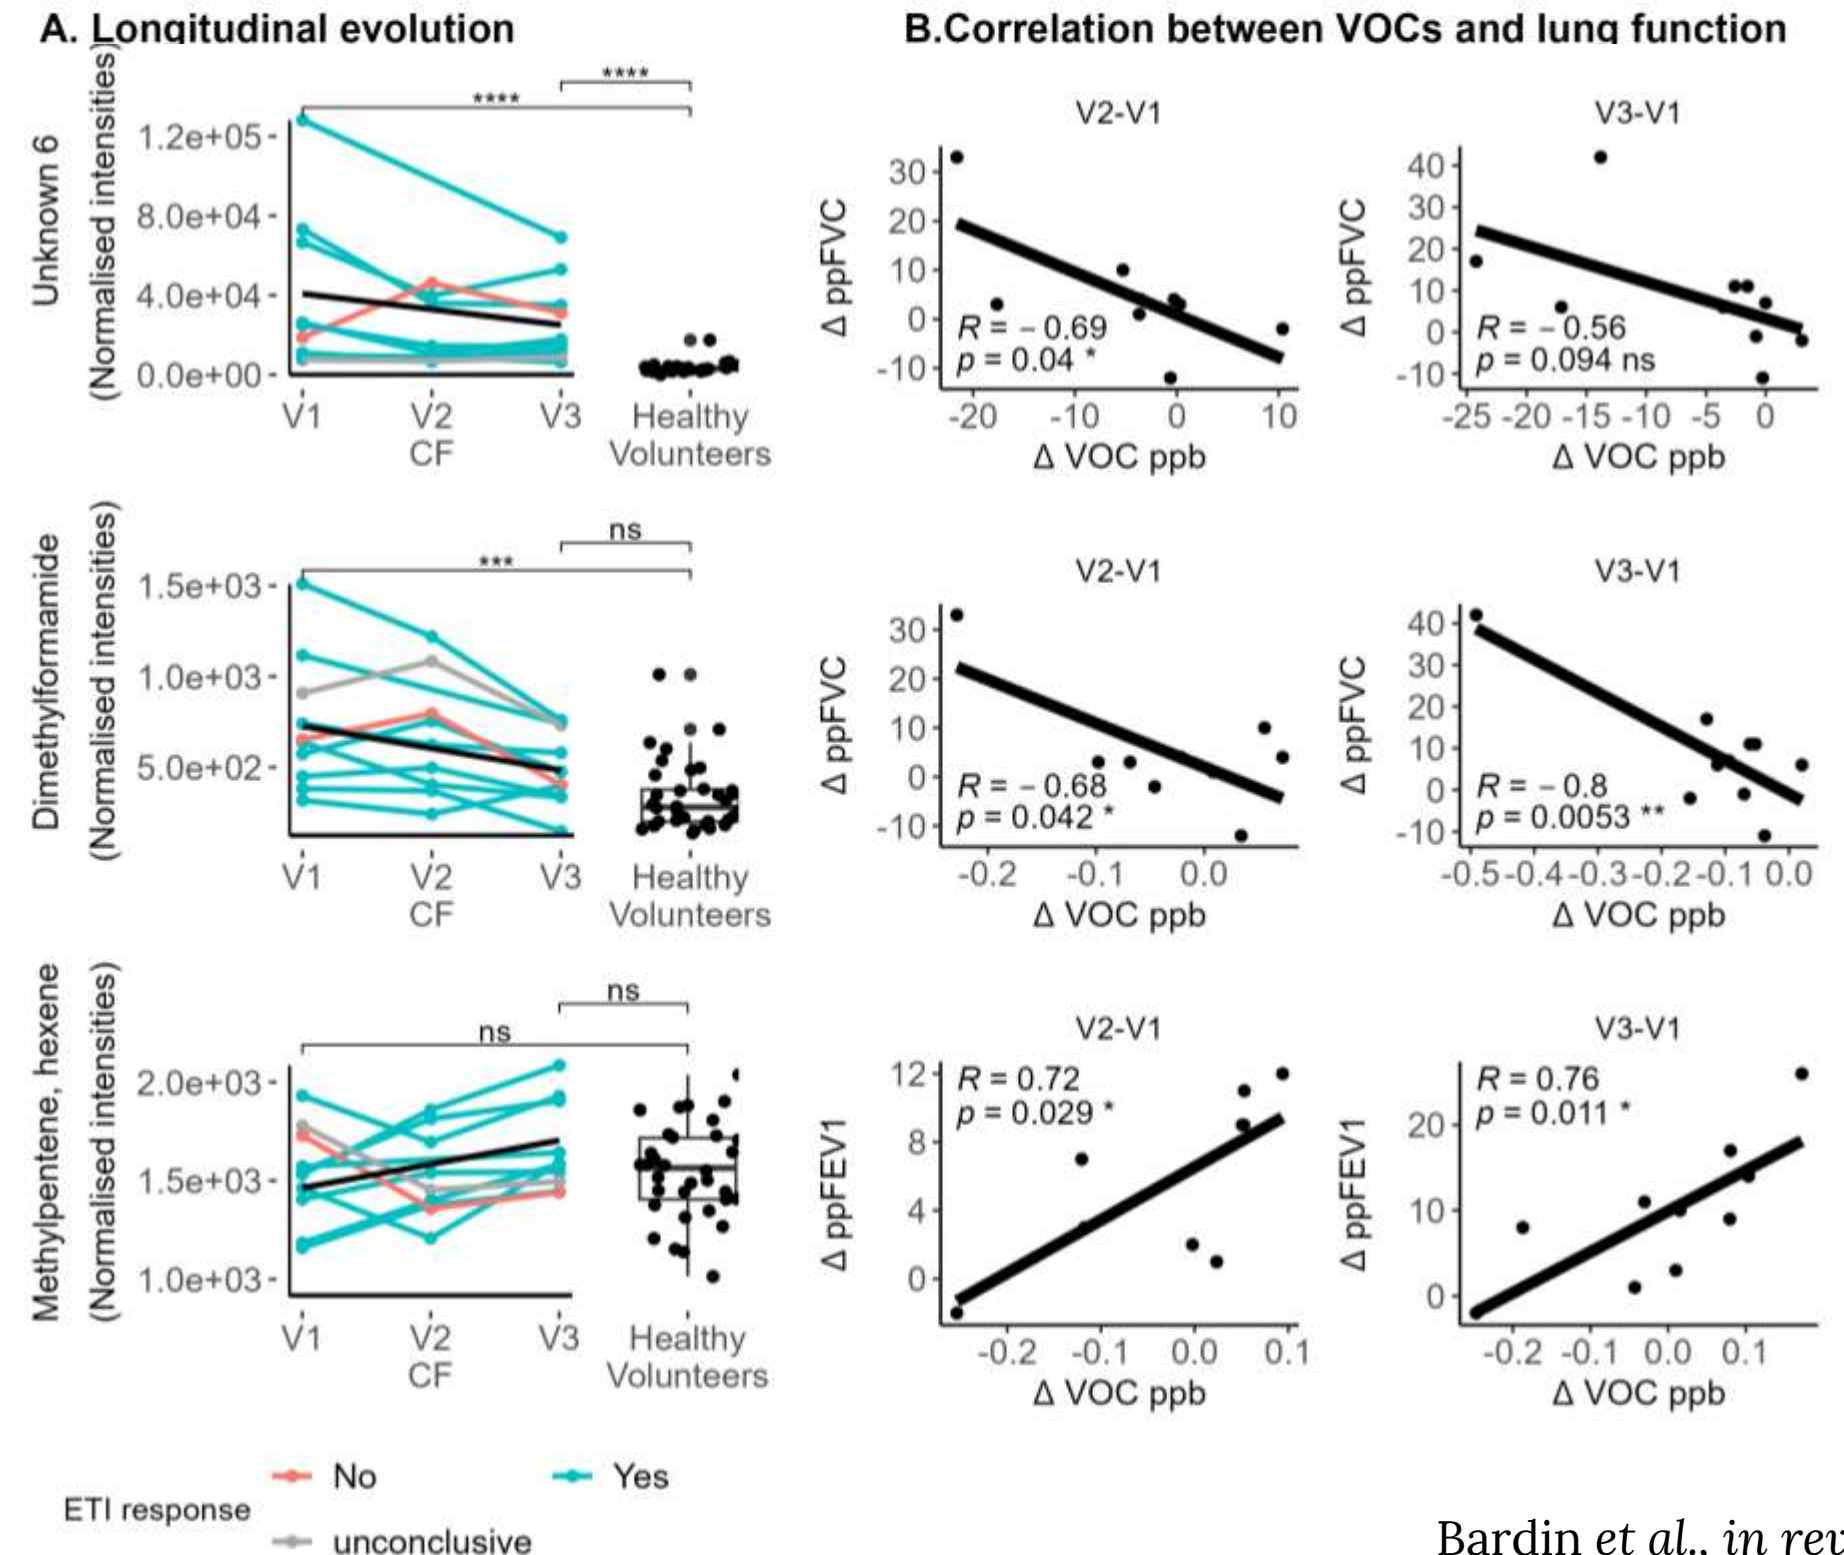 A. Longitudinal evolution
B.Correlation between VOCs and lung function
Unknown 6
(Normalised intensities)
****
****
1.2e+05
8.0e+04
4.0e+04
0.0e+00
V1 V2 V3 Healthy
CF Volunteers
V2-V1
Δ ppFVC
30
20
10
0
-10
R = − 0.69
p = 0.04 *
-20 -10 0 10
Δ VOC ppb
V3-V1
Δ ppFVC
40
30
20
10
0
-10
R = − 0.56
p = 0.094 ns
-25 -20 -15 -10 -5 0
Δ VOC ppb
Dimethylformamide
(Normalised intensities)
ns
***
1.5e+03
1.0e+03
5.0e+02
V1 V2 V3 Healthy
CF Volunteers
V2-V1
Δ ppFVC
30
20
10
0
-10
R = − 0.68
p = 0.042 *
-0.2 -0.1 0.0
Δ VOC ppb
V3-V1
Δ ppFVC
40
30
20
10
0
-10
R = − 0.8
p = 0.0053 **
-0.5 -0.4 -0.3 -0.2 -0.1 0.0
Δ VOC ppb
Methylpentene, hexene
(Normalised intensities)
ns
ns
2.0e+03
1.5e+03
1.0e+03
V1 V2 V3 Healthy
CF Volunteers
V2-V1
Δ ppFEV1
12
8
4
0
R = 0.72
p = 0.029 *
-0.2 -0.1 0.0 0.1
Δ VOC ppb
V3-V1
Δ ppFEV1
20
10
0
R = 0.76
p = 0.011 *
-0.2 -0.1 0.0 0.1
Δ VOC ppb
ETI response
No Yes
unconclusive
Bardin et al., in rev